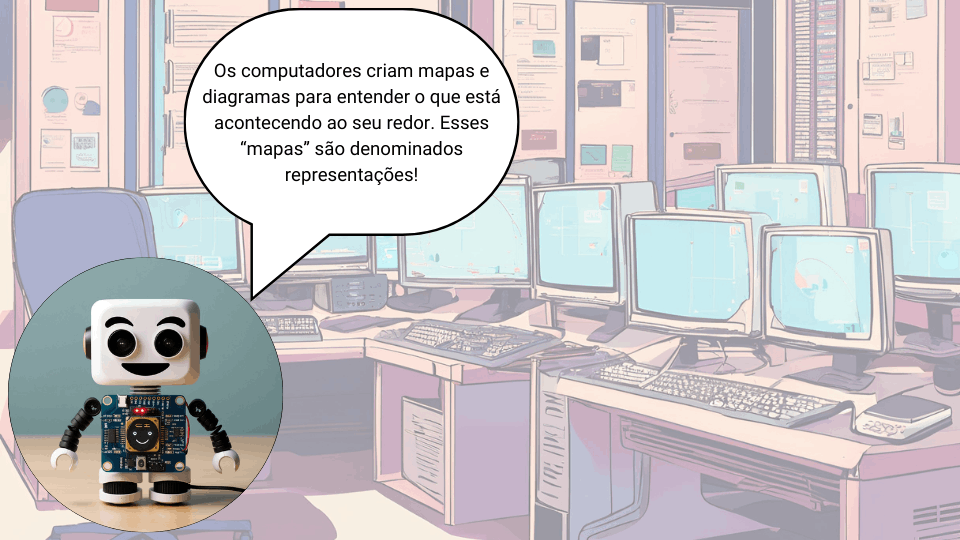 Os computadores criam mapas e
diagramas para entender o que está
acontecendo ao seu redor. Esses
“mapas” são denominados
representações!